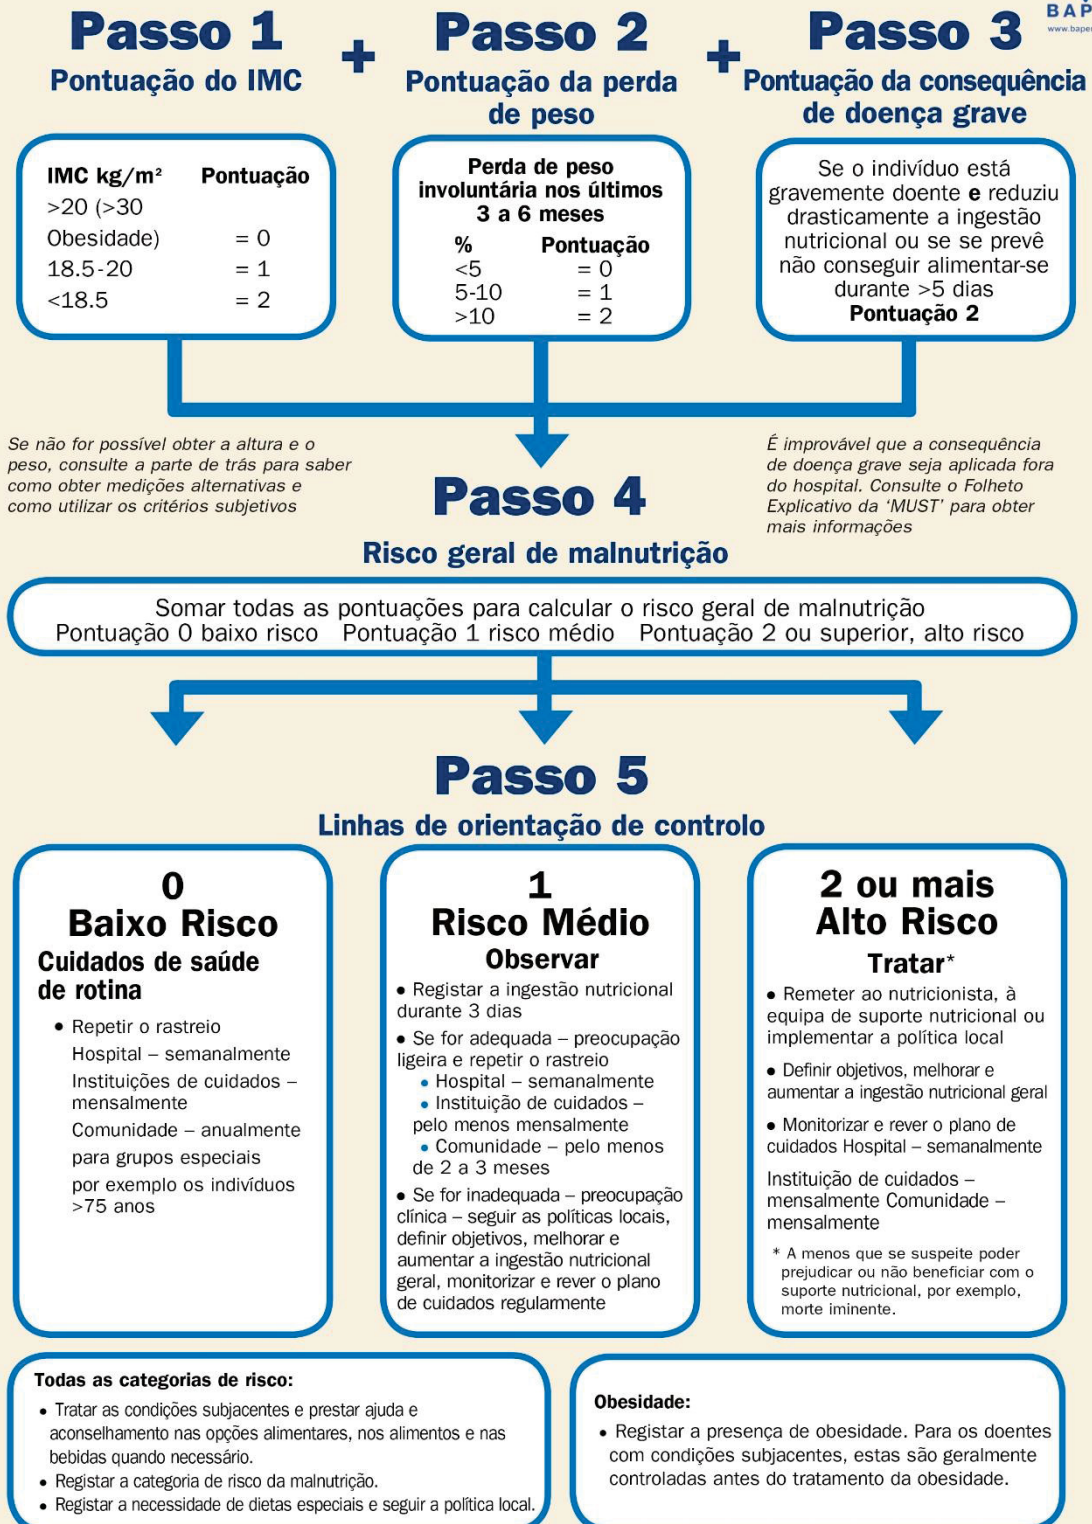 Passo 1
Pontuação do IMC
+
Passo 2
Pontuação da perda
de peso
+
Passo 3
Pontuação da consequência
de doença grave
IMC kg/m² Pontuação
>20 (>30
Obesidade) = 0
18.5-20 = 1
<18.5 = 2
Perda de peso
involuntária nos últimos
3 a 6 meses
% Pontuação
<5 = 0
5-10 = 1
>10 = 2
Se o indivíduo está
gravemente doente e reduziu
drasticamente a ingestão
nutricional ou se se prevê
não conseguir alimentar-se
durante >5 dias
Pontuação 2
Se não for possível obter a altura e o
peso, consulte a parte de trás para saber
como obter medições alternativas e
como utilizar os critérios subjetivos
É improvável que a consequência
de doença grave seja aplicada fora
do hospital. Consulte o Folheto
Explicativo da ‘MUST’ para obter
mais informações
Passo 4
Risco geral de malnutrição
Somar todas as pontuações para calcular o risco geral de malnutrição
Pontuação 0 baixo risco Pontuação 1 risco médio Pontuação 2 ou superior, alto risco
Passo 5
Linhas de orientação de controlo
0
Baixo Risco
Cuidados de saúde
de rotina
• Repetir o rastreio
Hospital – semanalmente
Instituições de cuidados –
mensalmente
Comunidade – anualmente
para grupos especiais
por exemplo os indivíduos
>75 anos
1
Risco Médio
Observar
• Registar a ingestão nutricional
durante 3 dias
• Se for adequada – preocupação
ligeira e repetir o rastreio
• Hospital – semanalmente
• Instituição de cuidados –
pelo menos mensalmente
• Comunidade – pelo menos
de 2 a 3 meses
• Se for inadequada – preocupação
clínica – seguir as políticas locais,
definir objetivos, melhorar e
aumentar a ingestão nutricional
geral, monitorizar e rever o plano
de cuidados regularmente
2 ou mais
Alto Risco
Tratar*
• Remeter ao nutricionista, à
equipa de suporte nutricional ou
implementar a política local
• Definir objetivos, melhorar e
aumentar a ingestão nutricional geral
• Monitorizar e rever o plano de
cuidados Hospital – semanalmente
Instituição de cuidados –
mensalmente Comunidade –
mensalmente
* A menos que se suspeite poder
prejudicar ou não beneficiar com o
suporte nutricional, por exemplo,
morte iminente.
Todas as categorias de risco:
• Tratar as condições subjacentes e prestar ajuda e
aconselhamento nas opções alimentares, nos alimentos e nas
bebidas quando necessário.
• Registar a categoria de risco da malnutrição.
• Registar a necessidade de dietas especiais e seguir a política local.
Obesidade:
• Registar a presença de obesidade. Para os doentes
com condições subjacentes, estas são geralmente
controladas antes do tratamento da obesidade.